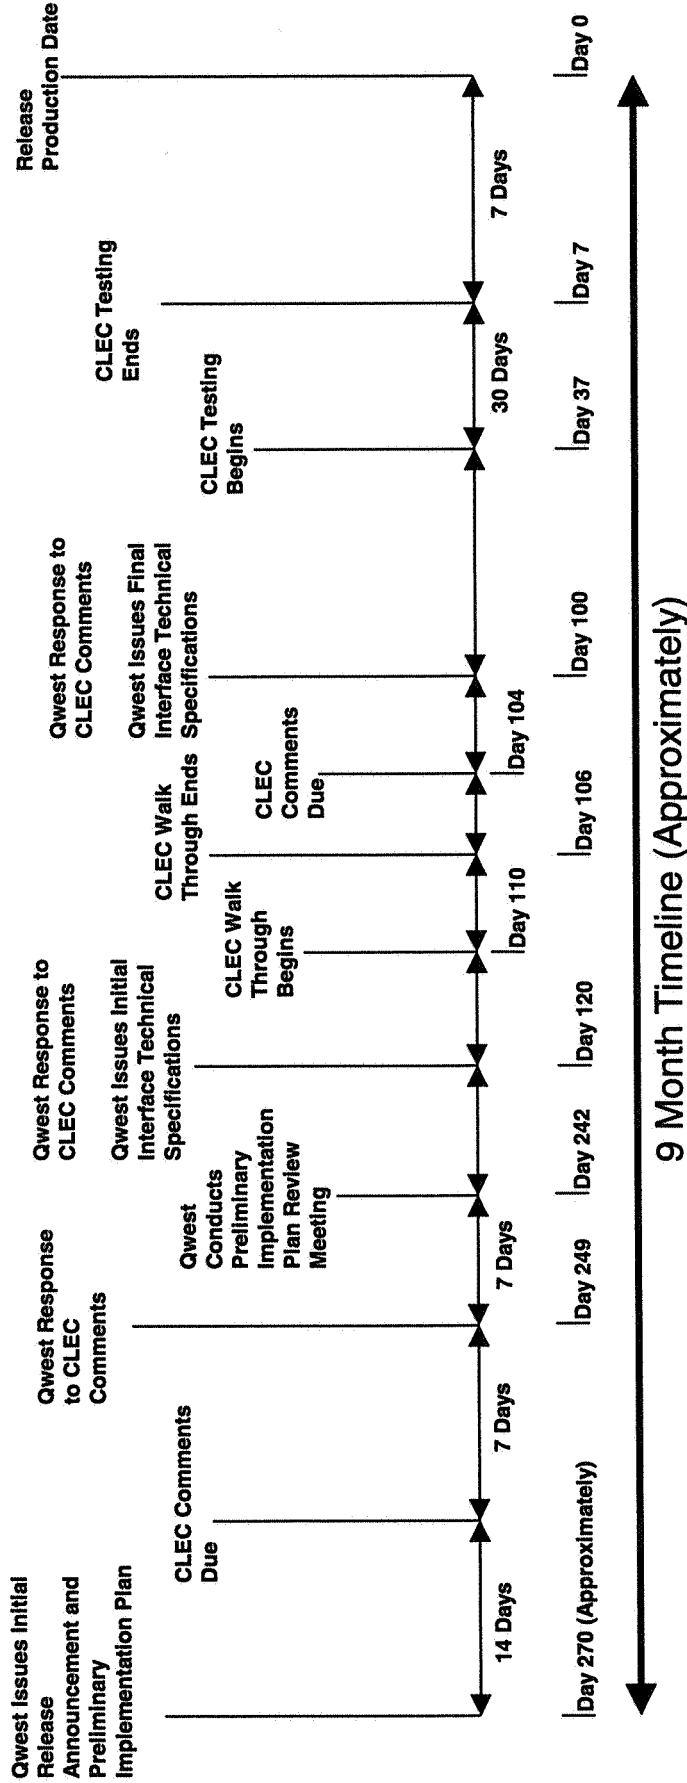 Qwest Issues Initial
Release
Announcement and
Preliminary
Implementation Plan
CLEC Comments
Due
Qwest Response
to CLEC
Comments
Qwest
Conducts
Preliminary
Implementation
Plan Review
Meeting
Qwest Response to
CLEC Comments
Qwest Issues Initial
Interface Technical
Specifications
CLEC Walk
Through
Begins
CLEC Walk
Through Ends
CLEC
Comments
Due
Qwest Response to
CLEC Comments
Qwest Issues Final
Interface Technical
Specifications
CLEC Testing
Begins
CLEC Testing
Ends
Release
Production Date
14 Days
7 Days
7 Days
30 Days
7 Days
Day 270 (Approximately)
Day 249
Day 242
Day 120
Day 110
Day 106
Day 104
Day 100
Day 37
Day 7
Day 0
9 Month Timeline (Approximately)